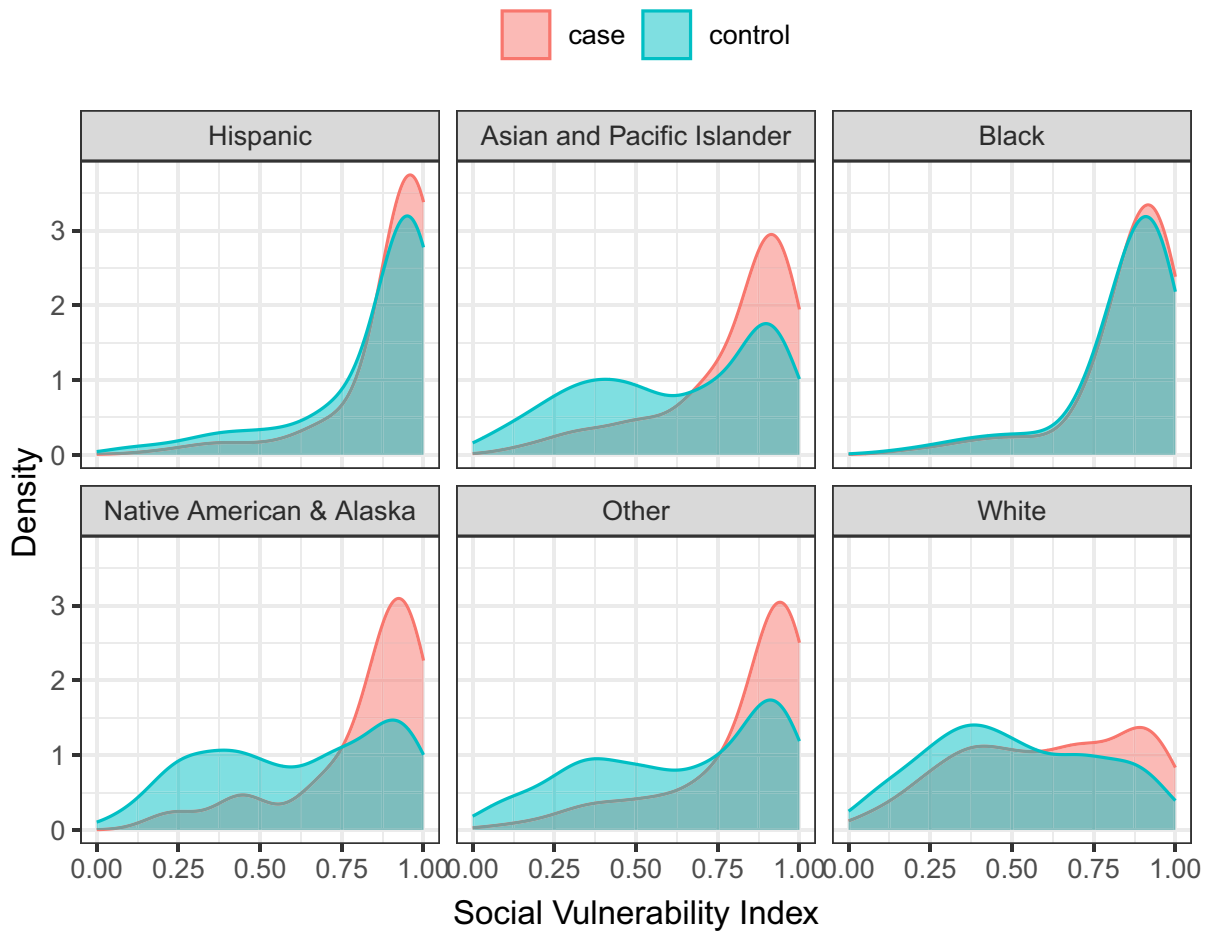 case control
Hispanic Asian and Pacific Islander Black
3
2
1
0
Density
Native American & Alaska Other White
3
2
1
0
0.00 0.25 0.50 0.75 1.00 0.00 0.25 0.50 0.75 1.00 0.00 0.25 0.50 0.75 1.00
Social Vulnerability Index